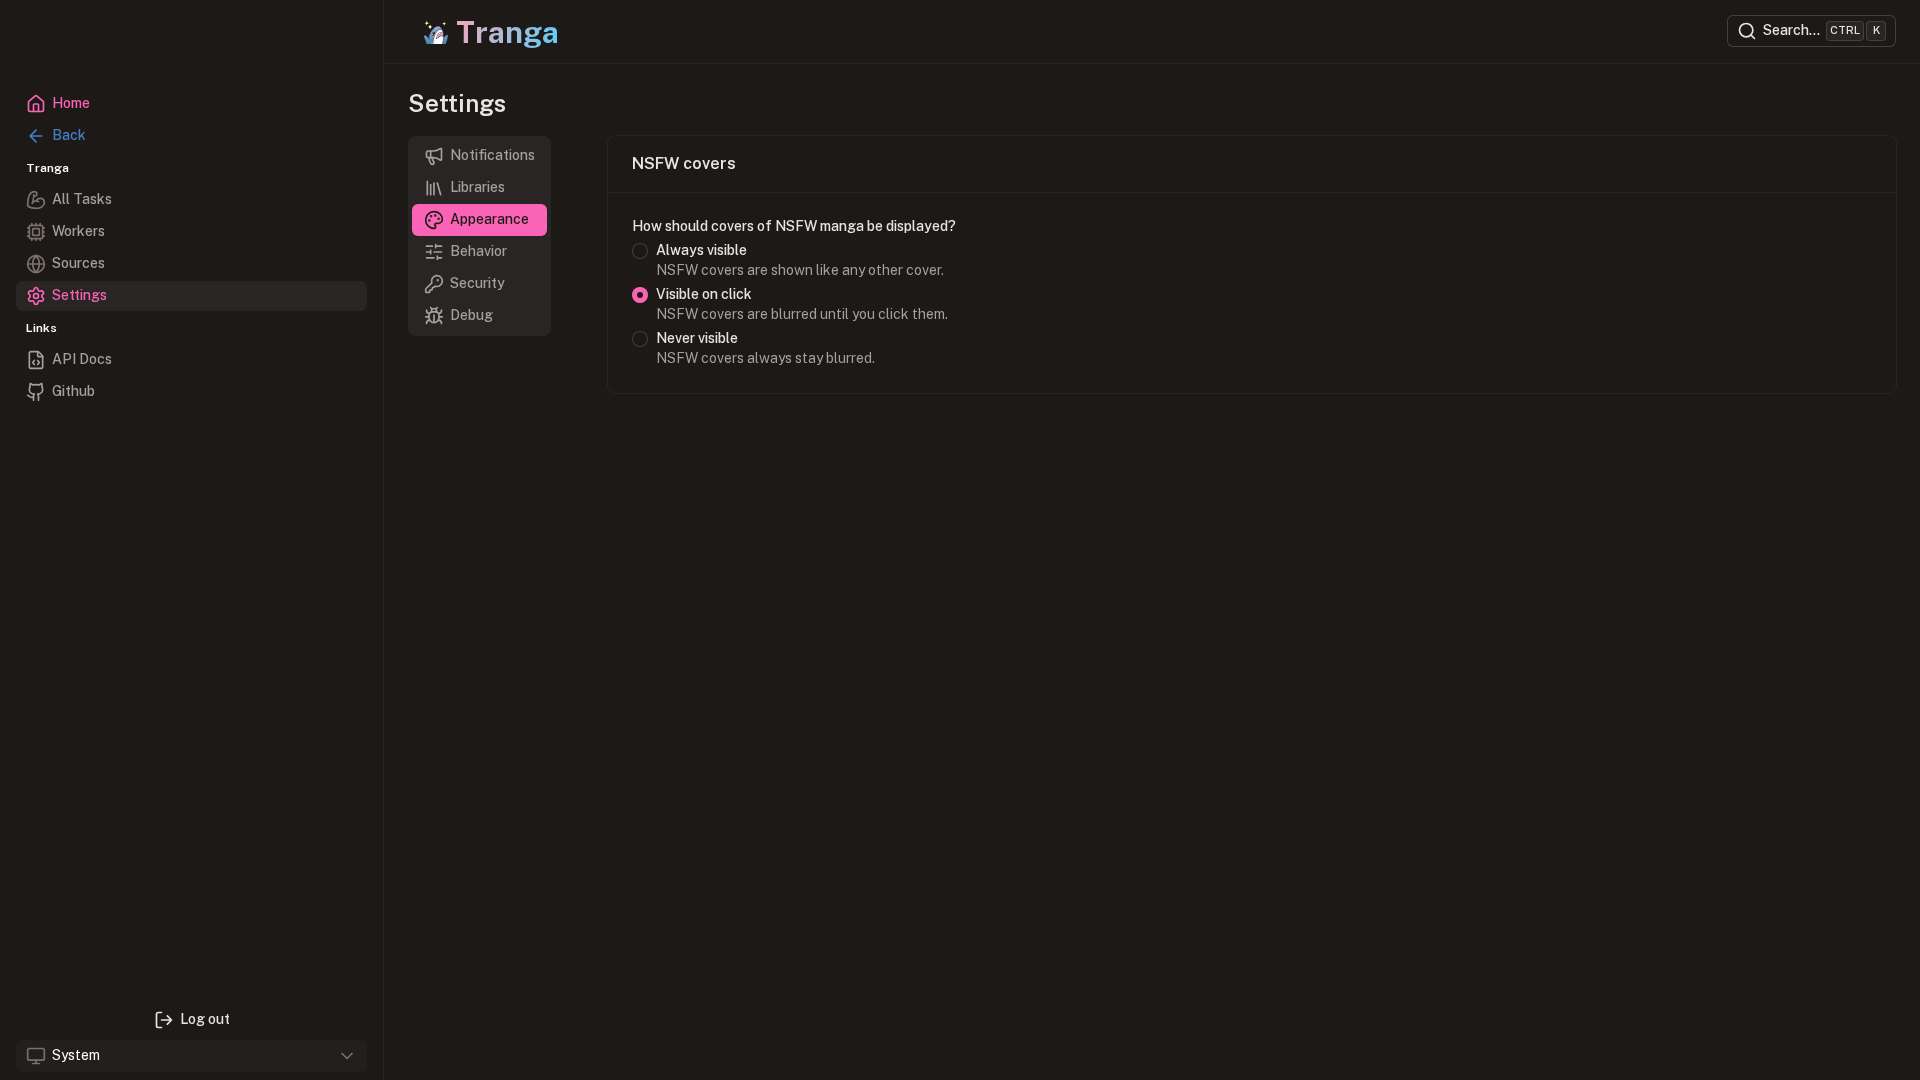 Tranga
Search... CTRL K
Home
Back
Tranga
All Tasks
Workers
Sources
Settings
Links
API Docs
Github
Log out
System
Settings
Notifications
Libraries
Appearance
Behavior
Security
Debug
NSFW covers
How should covers of NSFW manga be displayed?
Always visible
NSFW covers are shown like any other cover.
Visible on click
NSFW covers are blurred until you click them.
Never visible
NSFW covers always stay blurred.